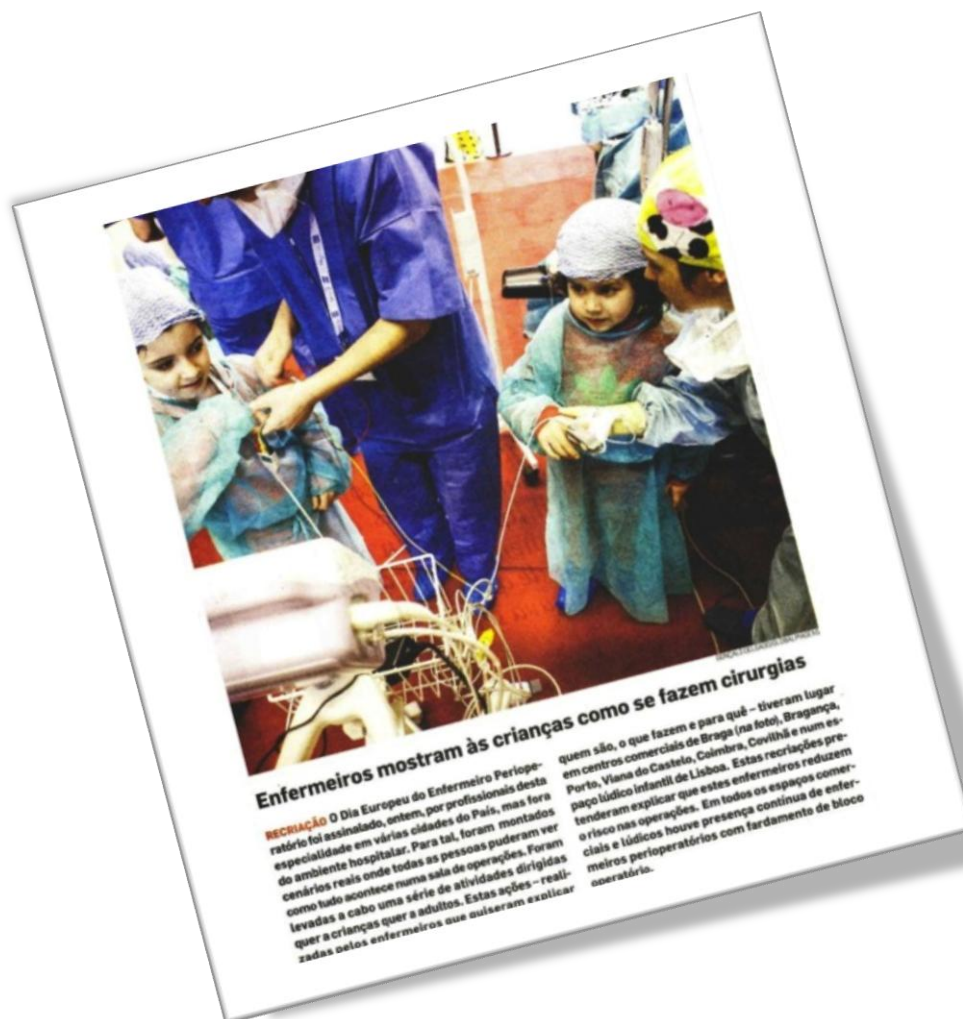 Enfermeiros mostram às crianças como se fazem cirurgias
RECRIAÇÃO O Dia Europeu do Enfermeiro Periope-
ratório foi assinalado, ontem, por profissionais desta
especialidade em várias cidades do País, mas fora
do ambiente hospitalar. Para tal, foram montados
cenários reais onde todas as pessoas puderam ver
como tudo acontece numa sala de operações. Foram
levadas a cabo uma série de atividades dirigidas
quer a crianças quer a adultos. Estas ações – reali-
zadas pelos enfermeiros que quiseram explicar
quem são, o que fazem e para quê – tiveram lugar
em centros comerciais de Braga (na foto), Bragança,
Porto, Viana do Castelo, Coimbra, Covilhã e num es-
paço lúdico infantil de Lisboa. Estas recriações pre-
tenderam explicar que estes enfermeiros reduzem
o risco nas operações. Em todos os espaços comer-
ciais e lúdicos houve presença contínua de enfer-
meiros perioperatórios com fardamento de bloco
operatório.